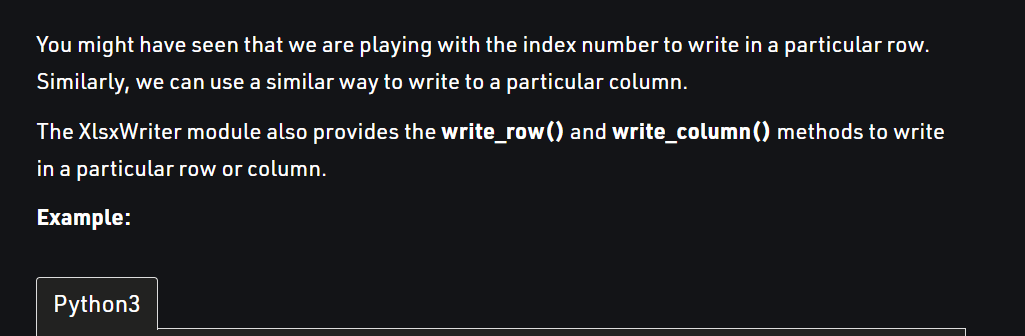 You might have seen that we are playing with the index number to write in a particular row.
Similarly, we can use a similar way to write to a particular column.
The XlsxWriter module also provides the write_row() and write_column() methods to write
in a particular row or column.
Example:
Python3